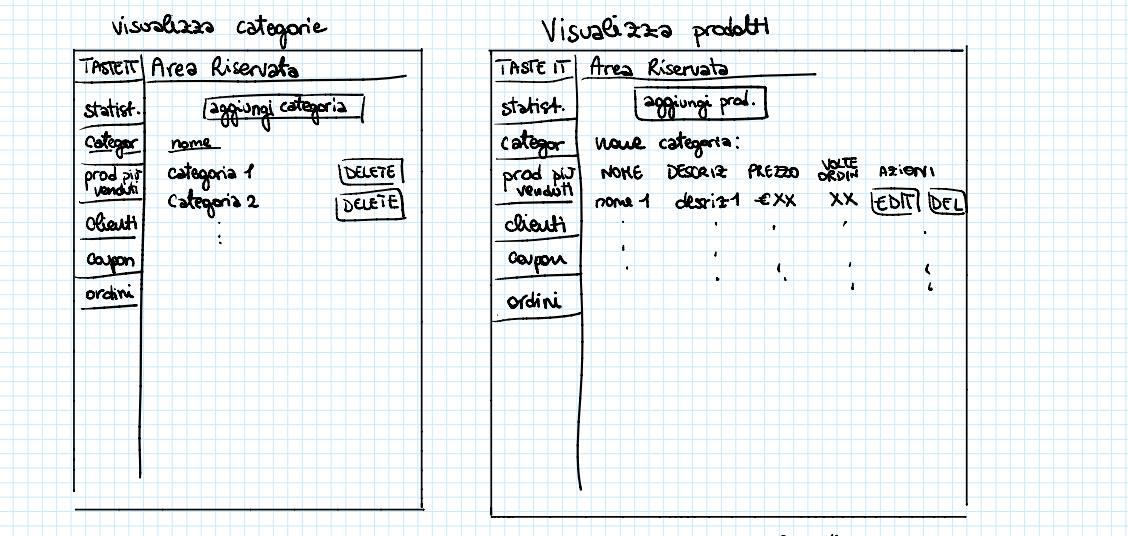 visualizza categorie
TASTEIT
Area Riservata
statist.
Categor
prod più
venduti
Clienti
Coupon
ordini
aggiungi categoria
nome
categoria 1
DELETE
Categoria 2
DELETE
Visualizza prodotti
TASTE IT
Area Riservata
statist.
Categor
prod più
venduti
clienti
Coupon
ordini
aggiungi prod.
nome categoria:
NOME DESCRIZ PREZZO VOLTE ORDIN AZIONI
nome 1 descriz 1 €XX XX EDIT DEL